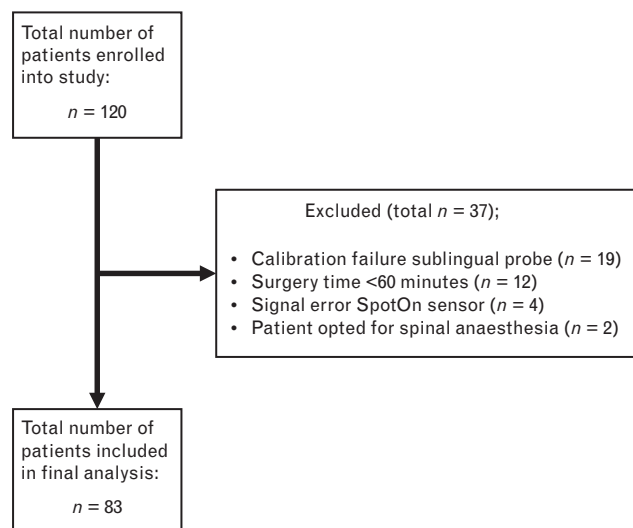 Total number of
patients enrolled
into study:
n = 120
Excluded (total n = 37);
• Calibration failure sublingual probe (n = 19)
• Surgery time <60 minutes (n = 12)
• Signal error SpotOn sensor (n = 4)
• Patient opted for spinal anaesthesia (n = 2)
Total number of
patients included
in final analysis:
n = 83